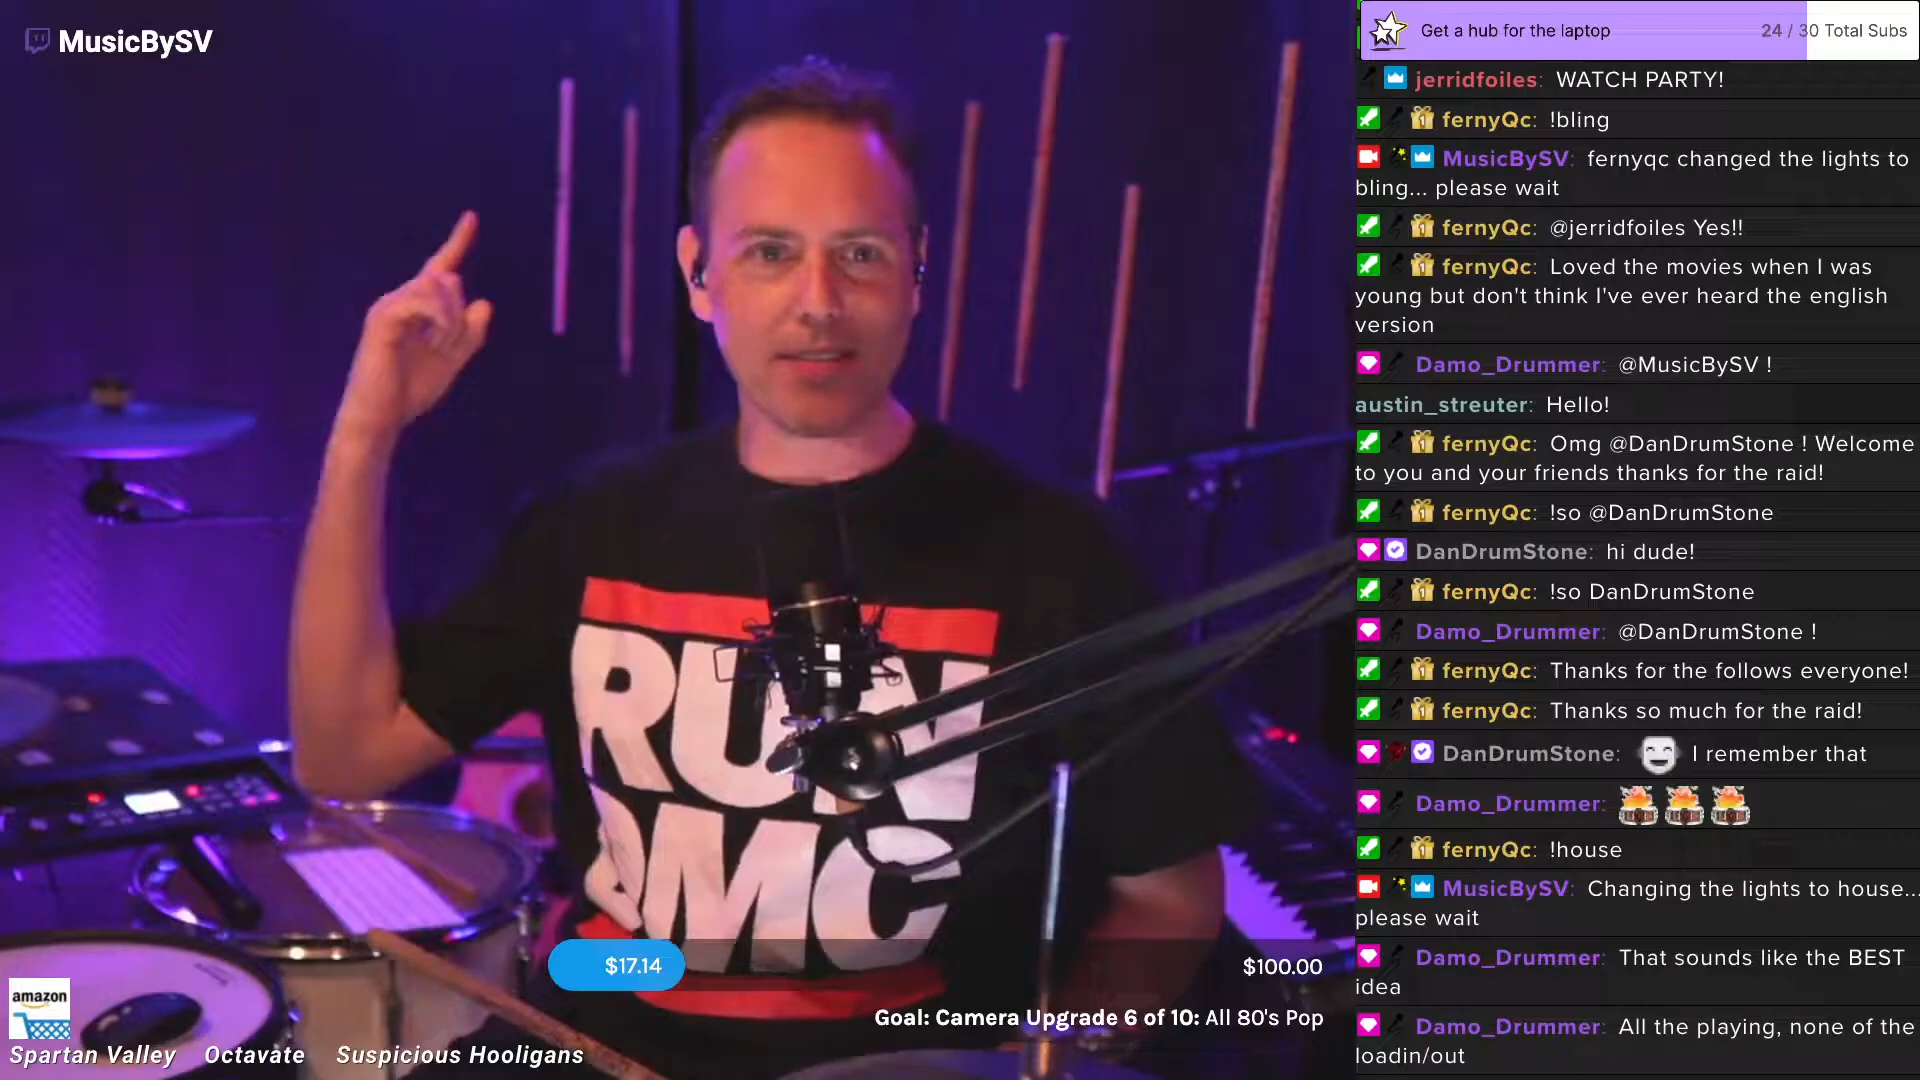 MusicBySV
Get a hub for the laptop 24 / 30 Total Subs
jerridfoiles: WATCH PARTY!
fernyQc: !bling
MusicBySV: fernyqc changed the lights to
bling... please wait
fernyQc: @jerridfoiles Yes!!
fernyQc: Loved the movies when I was
young but don't think I've ever heard the english
version
Damo_Drummer: @MusicBySV !
austin_streuter: Hello!
fernyQc: Omg @DanDrumStone ! Welcome
to you and your friends thanks for the raid!
fernyQc: !so @DanDrumStone
DanDrumStone: hi dude!
fernyQc: !so DanDrumStone
Damo_Drummer: @DanDrumStone !
fernyQc: Thanks for the follows everyone!
fernyQc: Thanks so much for the raid!
DanDrumStone: I remember that
Damo_Drummer:
fernyQc: !house
MusicBySV: Changing the lights to house...
please wait
Damo_Drummer: That sounds like the BEST
idea
Damo_Drummer: All the playing, none of the
loadin/out
RUN
DMC
$17.14 $100.00
Goal: Camera Upgrade 6 of 10: All 80's Pop
amazon
Spartan Valley Octavate Suspicious Hooligans